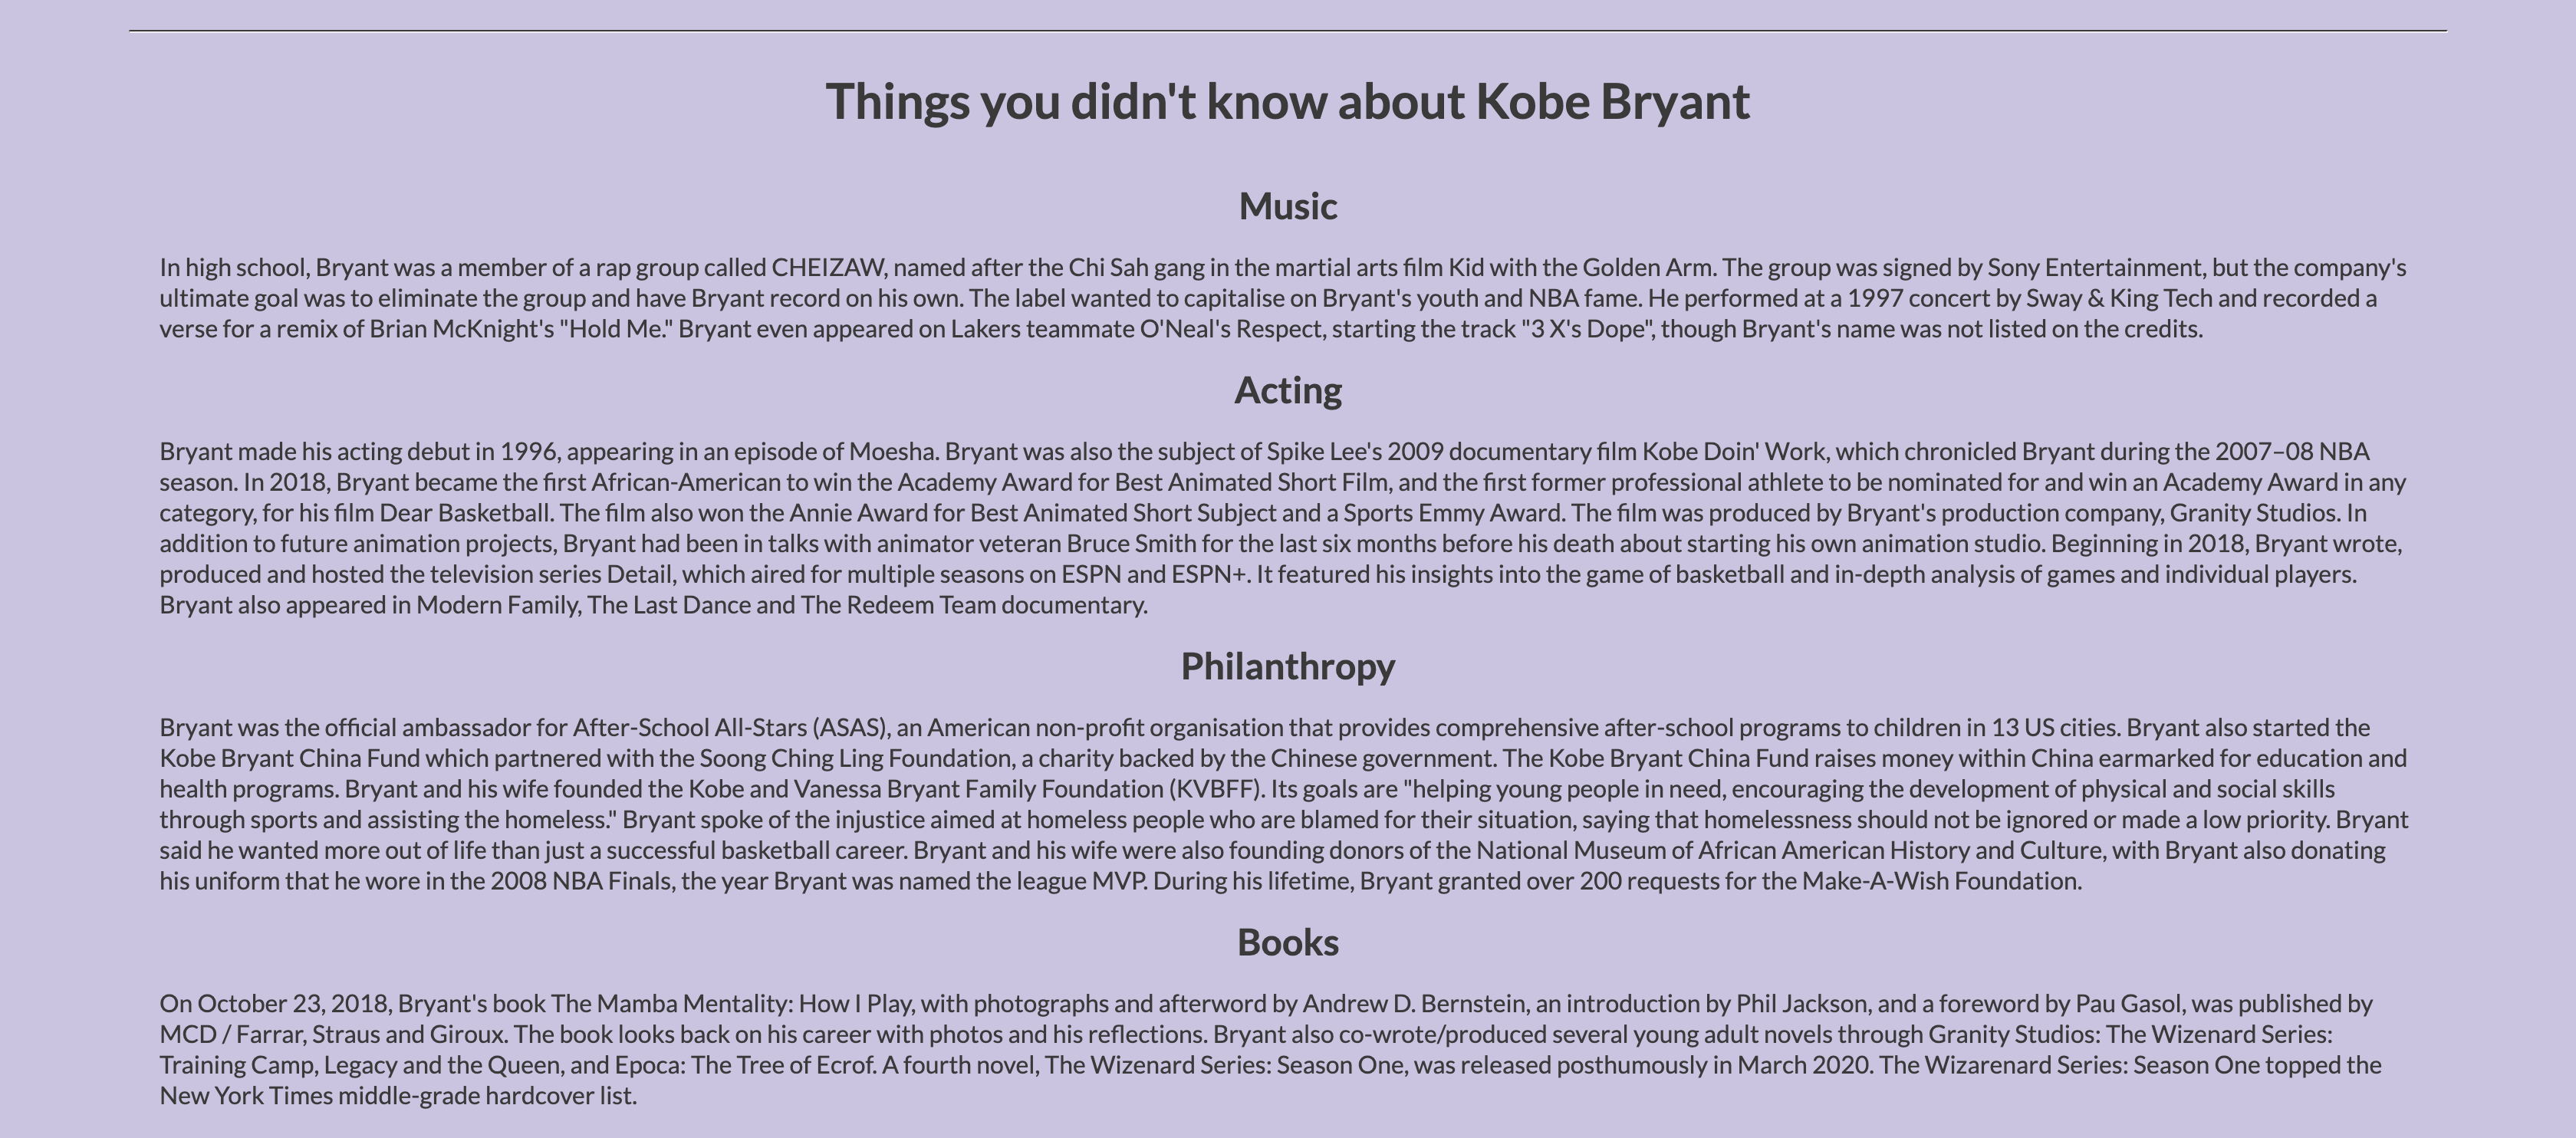 Things you didn't know about Kobe Bryant
Music
In high school, Bryant was a member of a rap group called CHEIZAW, named after the Chi Sah gang in the martial arts film Kid with the Golden Arm. The group was signed by Sony Entertainment, but the company's
ultimate goal was to eliminate the group and have Bryant record on his own. The label wanted to capitalise on Bryant's youth and NBA fame. He performed at a 1997 concert by Sway & King Tech and recorded a
verse for a remix of Brian McKnight's "Hold Me." Bryant even appeared on Lakers teammate O'Neal's Respect, starting the track "3 X's Dope", though Bryant's name was not listed on the credits.
Acting
Bryant made his acting debut in 1996, appearing in an episode of Moesha. Bryant was also the subject of Spike Lee's 2009 documentary film Kobe Doin' Work, which chronicled Bryant during the 2007–08 NBA
season. In 2018, Bryant became the first African-American to win the Academy Award for Best Animated Short Film, and the first former professional athlete to be nominated for and win an Academy Award in any
category, for his film Dear Basketball. The film also won the Annie Award for Best Animated Short Subject and a Sports Emmy Award. The film was produced by Bryant's production company, Granity Studios. In
addition to future animation projects, Bryant had been in talks with animator veteran Bruce Smith for the last six months before his death about starting his own animation studio. Beginning in 2018, Bryant wrote,
produced and hosted the television series Detail, which aired for multiple seasons on ESPN and ESPN+. It featured his insights into the game of basketball and in-depth analysis of games and individual players.
Bryant also appeared in Modern Family, The Last Dance and The Redeem Team documentary.
Philanthropy
Bryant was the official ambassador for After-School All-Stars (ASAS), an American non-profit organisation that provides comprehensive after-school programs to children in 13 US cities. Bryant also started the
Kobe Bryant China Fund which partnered with the Soong Ching Ling Foundation, a charity backed by the Chinese government. The Kobe Bryant China Fund raises money within China earmarked for education and
health programs. Bryant and his wife founded the Kobe and Vanessa Bryant Family Foundation (KVBFF). Its goals are "helping young people in need, encouraging the development of physical and social skills
through sports and assisting the homeless." Bryant spoke of the injustice aimed at homeless people who are blamed for their situation, saying that homelessness should not be ignored or made a low priority. Bryant
said he wanted more out of life than just a successful basketball career. Bryant and his wife were also founding donors of the National Museum of African American History and Culture, with Bryant also donating
his uniform that he wore in the 2008 NBA Finals, the year Bryant was named the league MVP. During his lifetime, Bryant granted over 200 requests for the Make-A-Wish Foundation.
Books
On October 23, 2018, Bryant's book The Mamba Mentality: How I Play, with photographs and afterword by Andrew D. Bernstein, an introduction by Phil Jackson, and a foreword by Pau Gasol, was published by
MCD / Farrar, Straus and Giroux. The book looks back on his career with photos and his reflections. Bryant also co-wrote/produced several young adult novels through Granity Studios: The Wizenard Series:
Training Camp, Legacy and the Queen, and Epoca: The Tree of Ecrof. A fourth novel, The Wizenard Series: Season One, was released posthumously in March 2020. The Wizarenard Series: Season One topped the
New York Times middle-grade hardcover list.